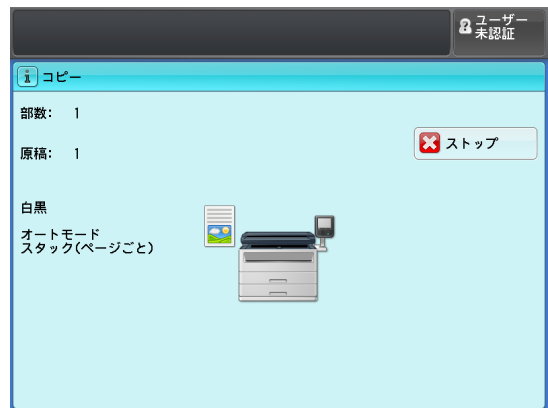 ユーザー
未認証
コピー
部数: 1
ストップ
原稿: 1
白黒
オートモード
スタック(ページごと)